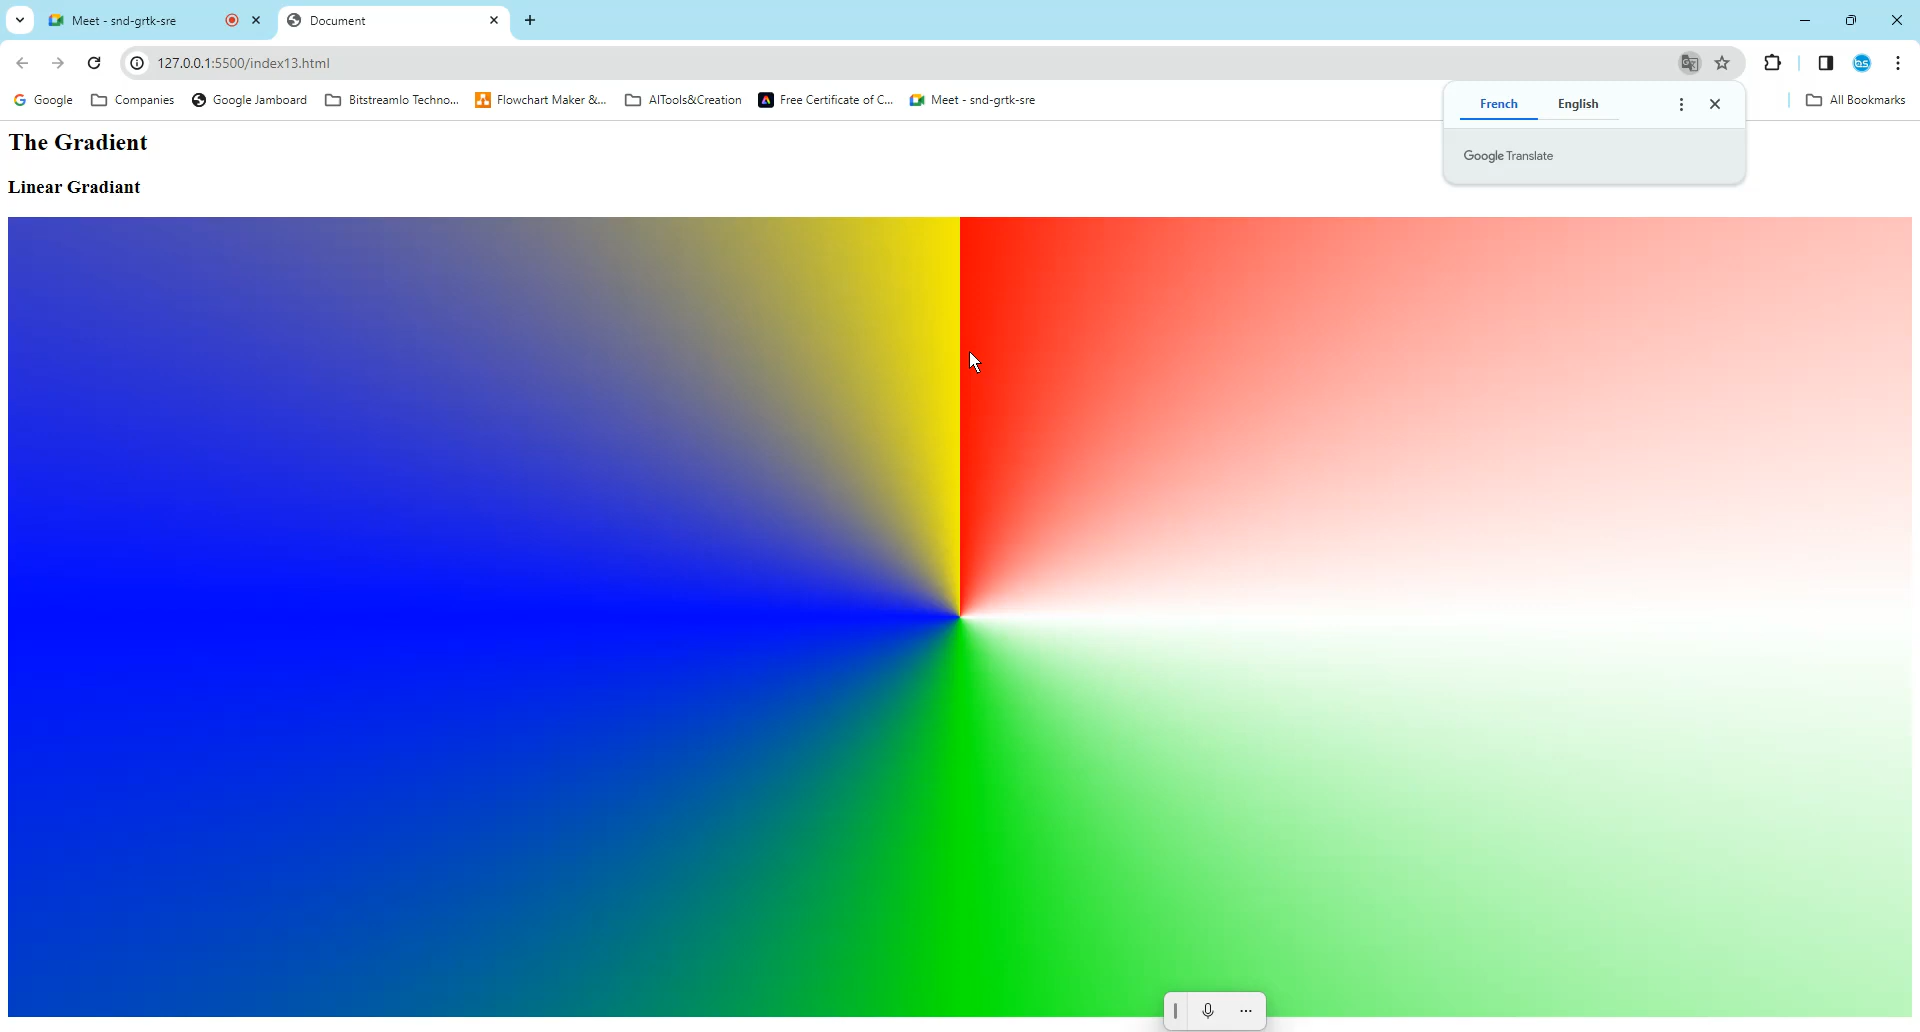 Meet - snd-grtk-sre
Document
127.0.0.1:5500/index13.html
Google
Companies
Google Jamboard
Bitstreamlo Techno...
Flowchart Maker &...
AITools&Creation
Free Certificate of C...
Meet - snd-grtk-sre
All Bookmarks
French
English
Google Translate
The Gradient
Linear Gradiant